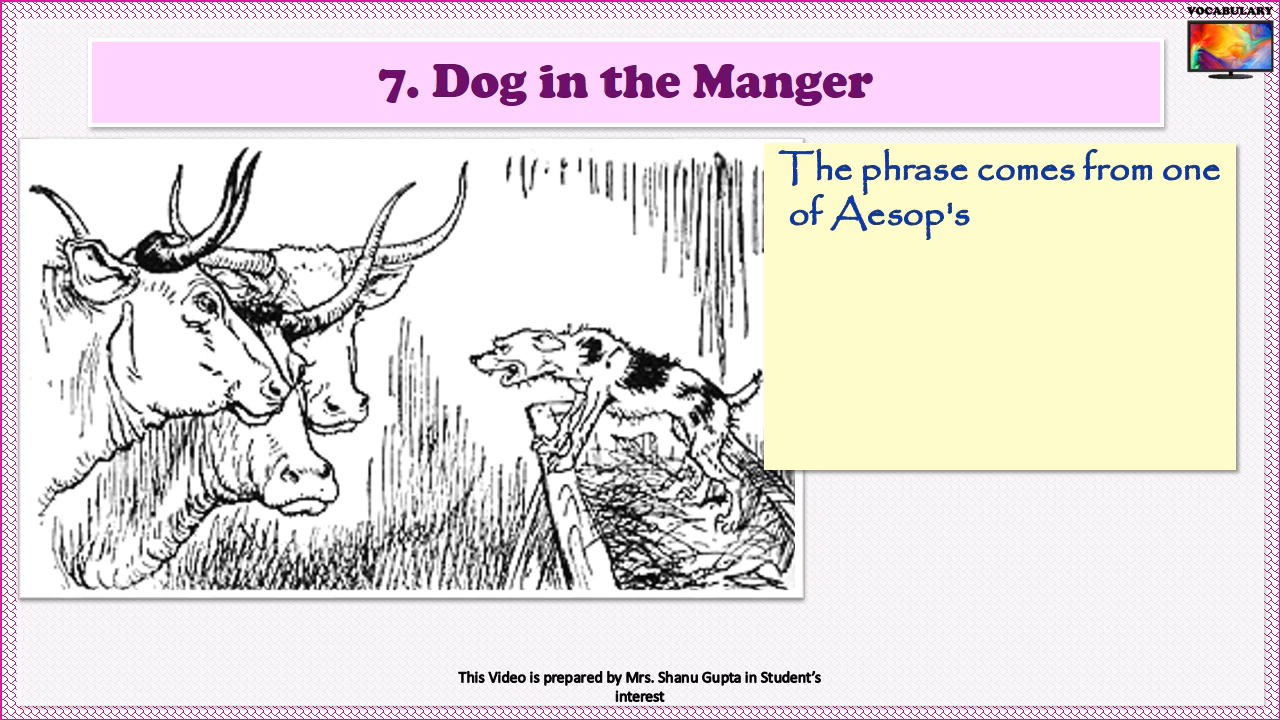 VOCABULARY
7. Dog in the Manger
The phrase comes from one
of Aesop's
This Video is prepared by Mrs. Shanu Gupta in Student’s
interest